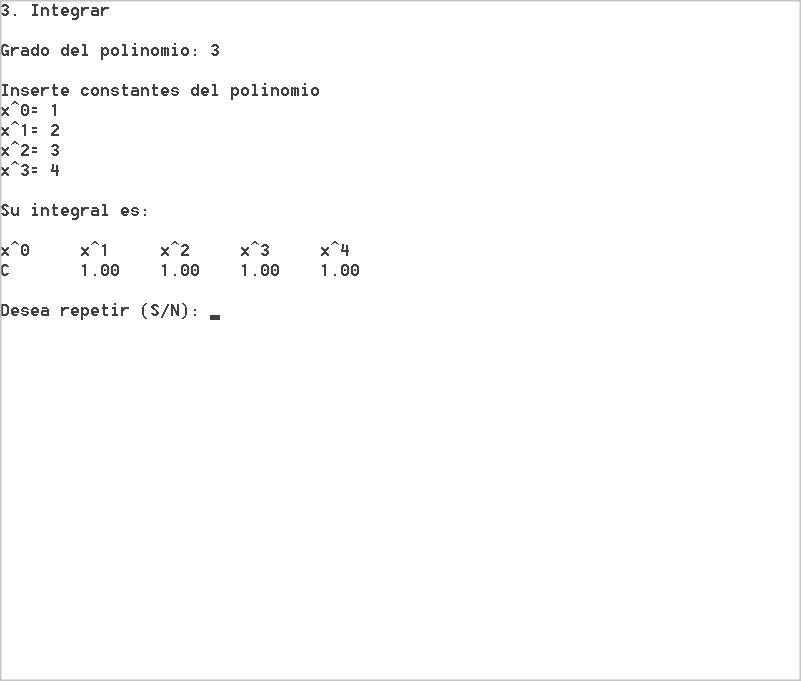 3. Integrar
Grado del polinomio: 3
Inserte constantes del polinomio
x^0= 1
x^1= 2
x^2= 3
x^3= 4
Su integral es:
x^0 x^1 x^2 x^3 x^4
C 1.00 1.00 1.00 1.00
Desea repetir (S/N): _